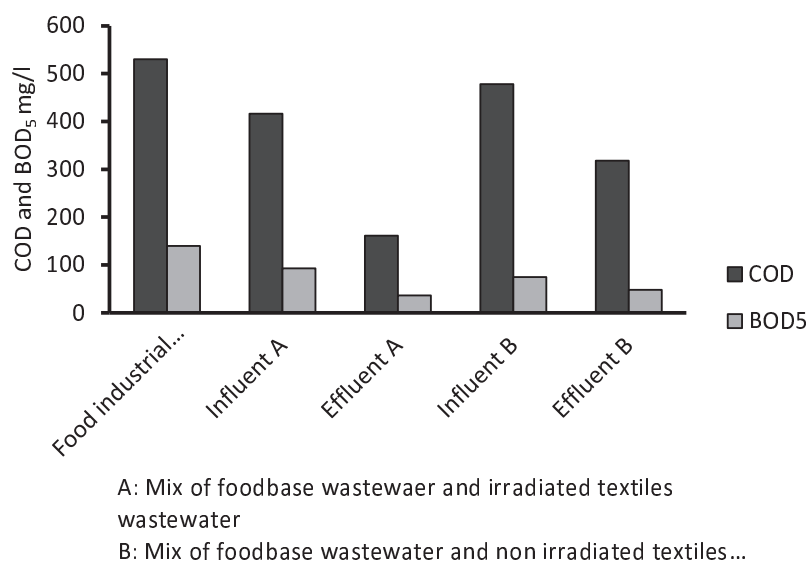 600
500
400
300
200
100
0
COD and BOD5 mg/l
Food industrial...
Influent A
Effluent A
Influent B
Effluent B
COD
BOD5
A: Mix of foodbase wastewaer and irradiated textiles
wastewater
B: Mix of foodbase wastewater and non irradiated textiles...